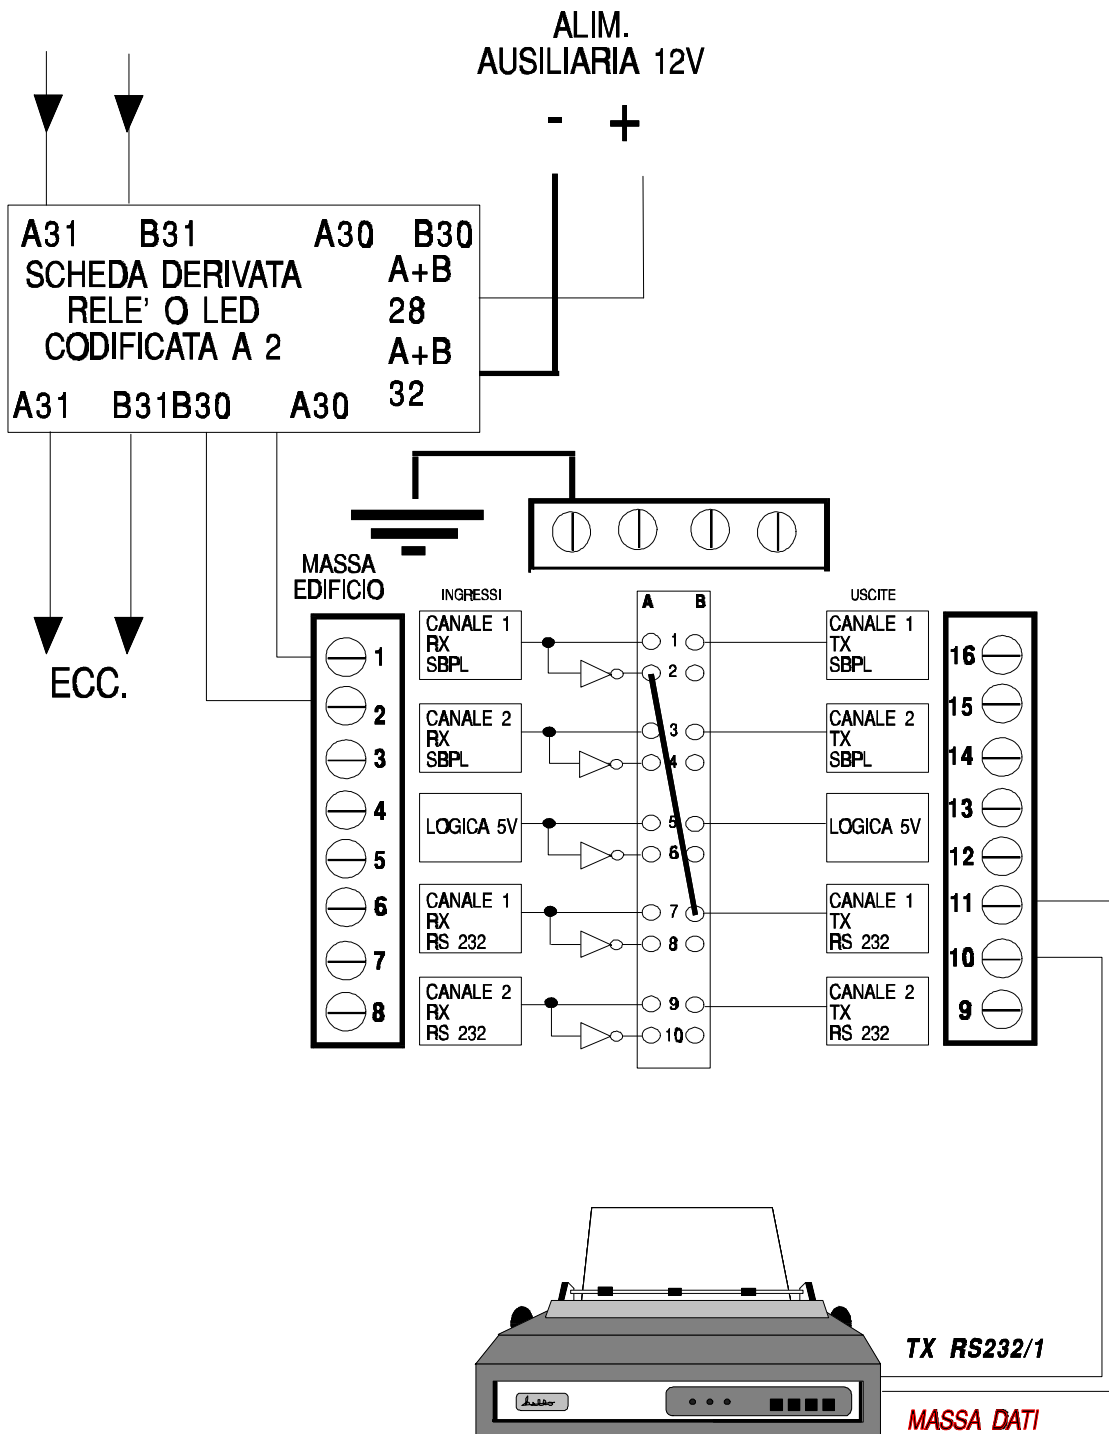 ALIM.
AUSILIARIA 12V
- +
A31 B31 A30 B30
SCHEDA DERIVATA
RELE' O LED
CODIFICATA A 2
A+B
28
A+B
32
A31 B31 B30 A30
ECC.
MASSA
EDIFICIO
1
2
3
4
5
6
7
8
INGRESSI
CANALE 1
RX
SBPL
CANALE 2
RX
SBPL
LOGICA 5V
CANALE 1
RX
RS 232
CANALE 2
RX
RS 232
A B
1
2
3
4
5
6
7
8
9
10
USCITE
CANALE 1
TX
SBPL
CANALE 2
TX
SBPL
LOGICA 5V
CANALE 1
TX
RS 232
CANALE 2
TX
RS 232
16
15
14
13
12
11
10
9
TX RS232/1
hello
MASSA DATI